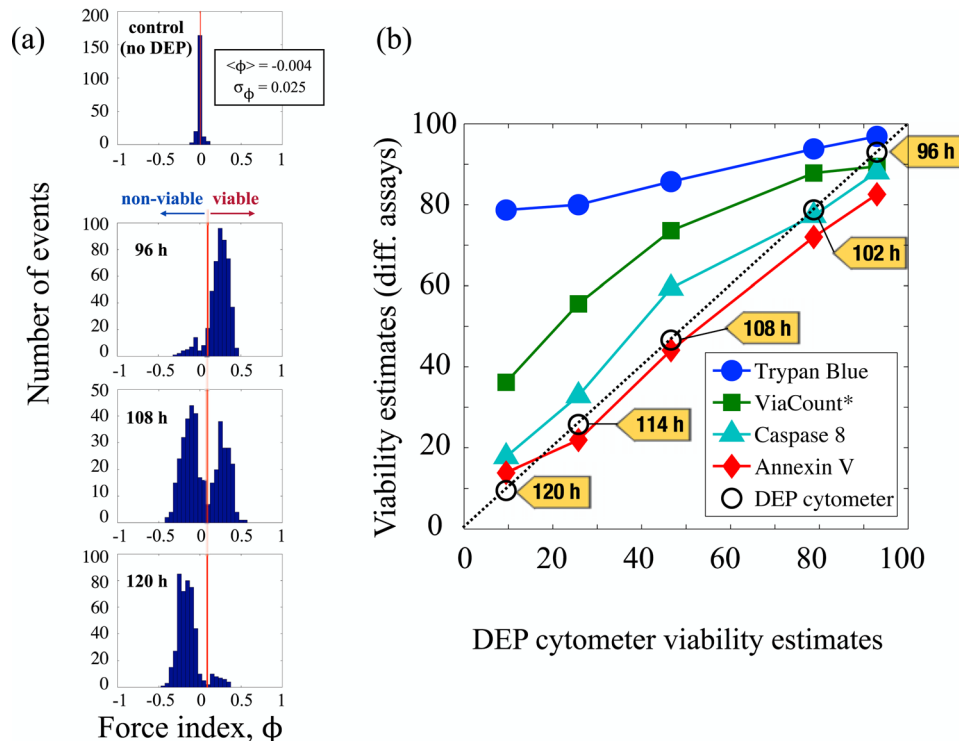 (a)
control
(no DEP)
<ϕ> = -0.004
σϕ = 0.025
200
150
100
50
0
-1 -0.5 0 0.5 1
non-viable viable
96 h
100
80
60
40
20
0
-1 -0.5 0 0.5 1
108 h
50
40
30
20
10
0
-1 -0.5 0 0.5 1
120 h
100
80
60
40
20
0
-1 -0.5 0 0.5 1
Number of events
Force index, ϕ
(b)
Viability estimates (diff. assays)
100
80
60
40
20
0
0 20 40 60 80 100
96 h
102 h
108 h
114 h
120 h
Trypan Blue
ViaCount*
Caspase 8
Annexin V
DEP cytometer
DEP cytometer viability estimates